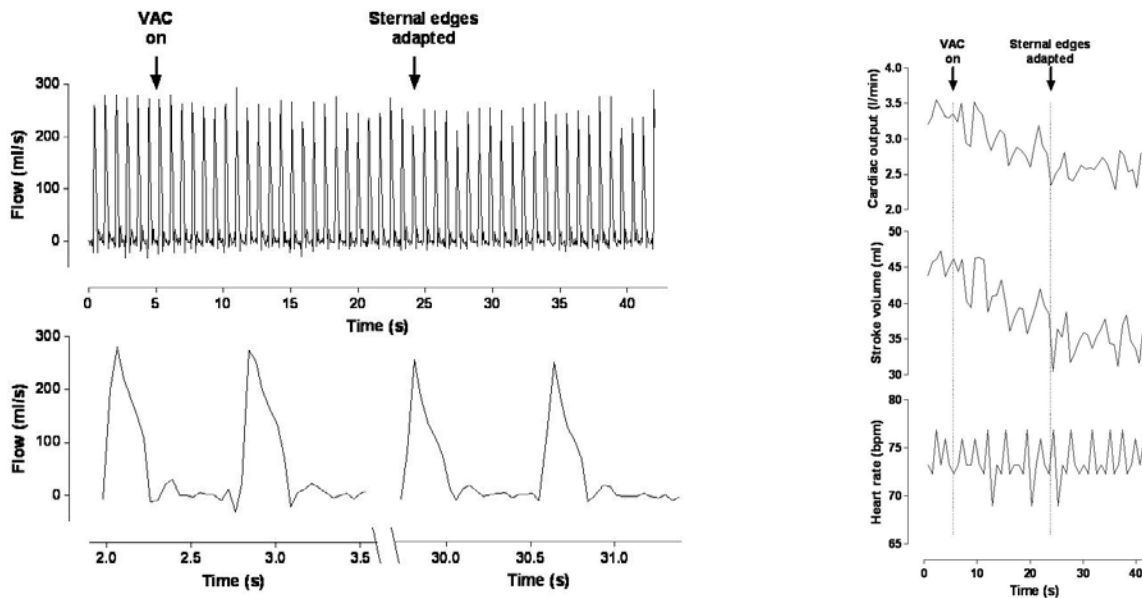 VAC
on
Sternal edges
adapted
Flow (ml/s)
300
200
100
0
0 5 10 15 20 25 30 35 40
Time (s)
Flow (ml/s)
300
200
100
0
2.0 2.5 3.0 3.5 30.0 30.5 31.0
Time (s) Time (s)
VAC
on
Sternal edges
adapted
Cardiac output (l/min)
4.0
3.5
3.0
2.5
2.0
Stroke volume (ml)
50
45
40
35
30
Heart rate (bpm)
80
75
70
65
0 10 20 30 40
Time (s)